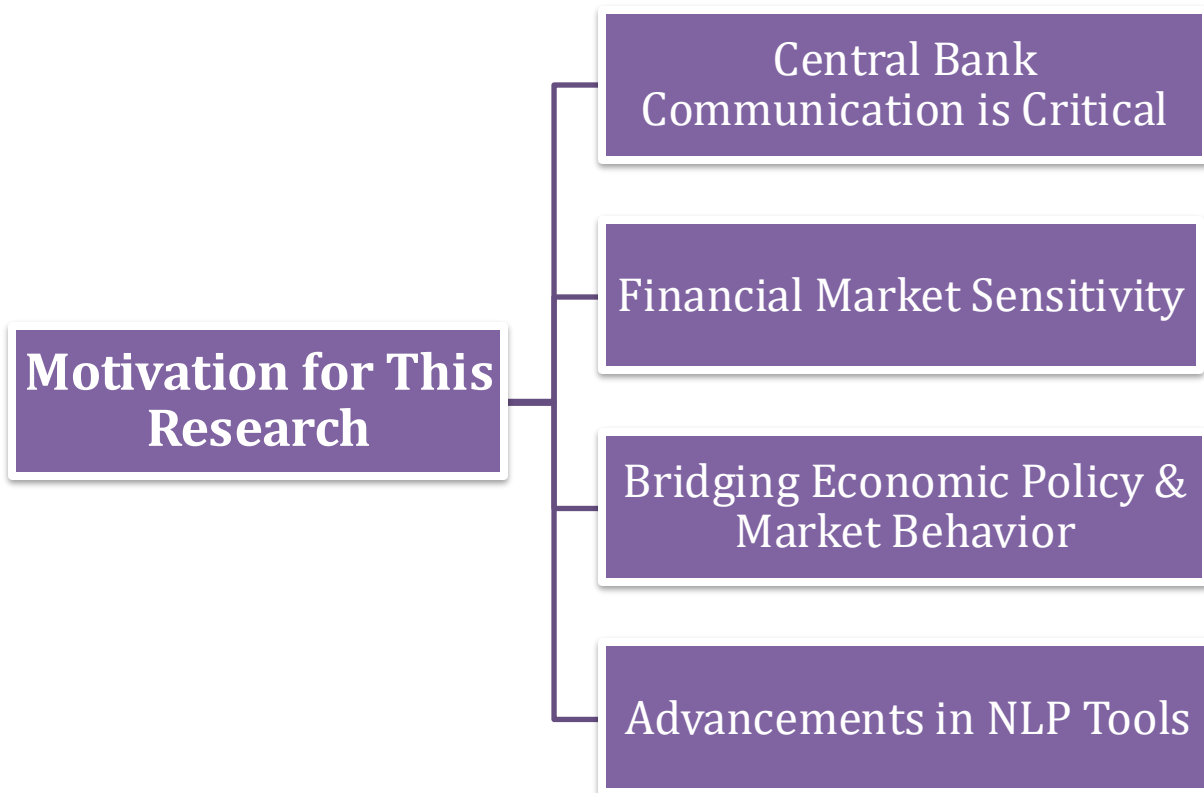 Central Bank
Communication is Critical
Financial Market Sensitivity
Motivation for This
Research
Bridging Economic Policy &
Market Behavior
Advancements in NLP Tools